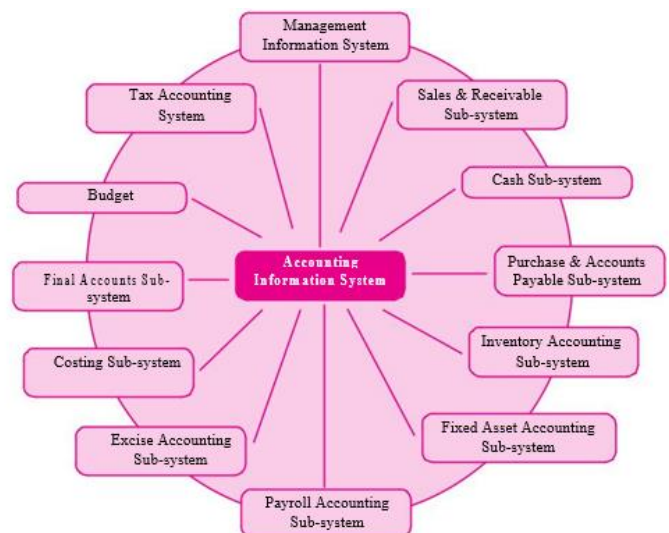 Management
Information System
Tax Accounting
System
Sales & Receivable
Sub-system
Budget
Cash Sub-system
Accounting
Information System
Final Accounts Sub-
system
Purchase & Accounts
Payable Sub-system
Costing Sub-system
Inventory Accounting
Sub-system
Excise Accounting
Sub-system
Fixed Asset Accounting
Sub-system
Payroll Accounting
Sub-system